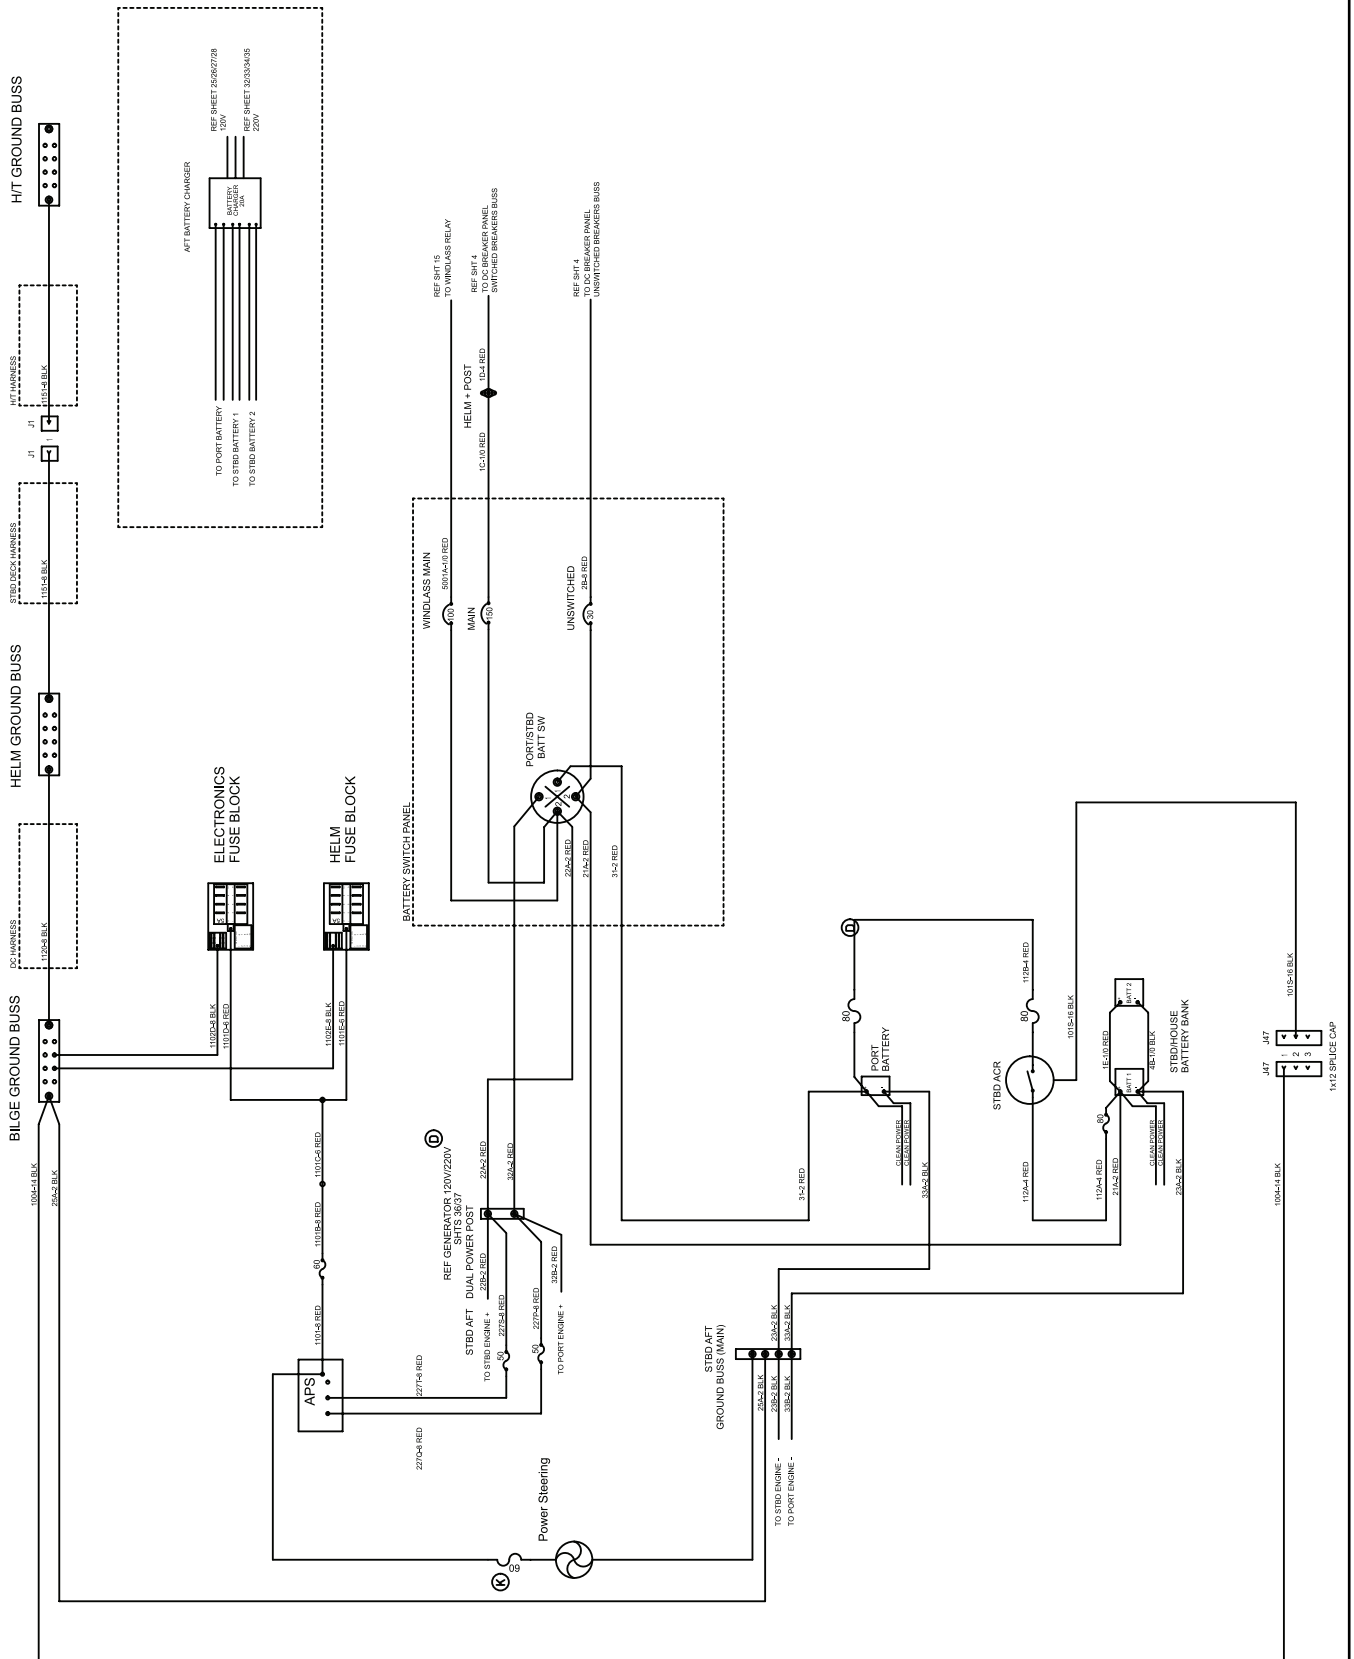 H/T GROUND BUSS
H/T HARNESS
1151-8 BLK
J1
1
J1
STBD DECK HARNESS
1151-8 BLK
HELM GROUND BUSS
DC HARNESS
1120-8 BLK
BILGE GROUND BUSS
1004-14 BLK
25A-2 BLK
AFT BATTERY CHARGER
BATTERY
CHARGER
20A
REF SHEET 25/26/27/28
120V
REF SHEET 32/33/34/35
220V
TO PORT BATTERY
TO STBD BATTERY 1
TO STBD BATTERY 2
ELECTRONICS
FUSE BLOCK
1102D-8 BLK
1101D-6 RED
HELM
FUSE BLOCK
1102E-8 BLK
1101E-6 RED
1101C-6 RED
1101B-8 RED
60
1101-8 RED
APS
227T-8 RED
227Q-8 RED
REF SHT 15
TO WINDLASS RELAY
REF SHT 4
TO DC BREAKER PANEL
SWITCHED BREAKERS BUSS
REF SHT 4
TO DC BREAKER PANEL
UNSWITCHED BREAKERS BUSS
HELM + POST
1D-4 RED
1C-1/0 RED
BATTERY SWITCH PANEL
WINDLASS MAIN
5001A-1/0 RED
100
MAIN
150
UNSWITCHED
2B-8 RED
30
PORT/STBD
BATT SW
1
1
2
2
22A-2 RED
21A-2 RED
31-2 RED
D
REF GENERATOR 120V/220V
SHTS 36/37
STBD AFT DUAL POWER POST
22A-2 RED
32A-2 RED
22B-2 RED
TO STBD ENGINE +
227S-8 RED
50
227P-8 RED
50
32B-2 RED
TO PORT ENGINE +
Power Steering
60
K
STBD AFT
GROUND BUSS (MAIN)
23A-2 BLK
33A-2 BLK
25A-2 BLK
23B-2 BLK
33B-2 BLK
TO STBD ENGINE -
TO PORT ENGINE -
D
80
PORT
BATTERY
CLEAN POWER
CLEAN POWER
31-2 RED
33A-2 BLK
112B-4 RED
80
STBD ACR
112A-4 RED
101S-16 BLK
BATT 2
1E-1/0 RED
4B-1/0 BLK
STBD/HOUSE
BATTERY BANK
BATT 1
80
112A-4 RED
21A-2 RED
CLEAN POWER
CLEAN POWER
23A-2 BLK
101S-16 BLK
J47
1 2 3
J47
1x12 SPLICE CAP
1004-14 BLK